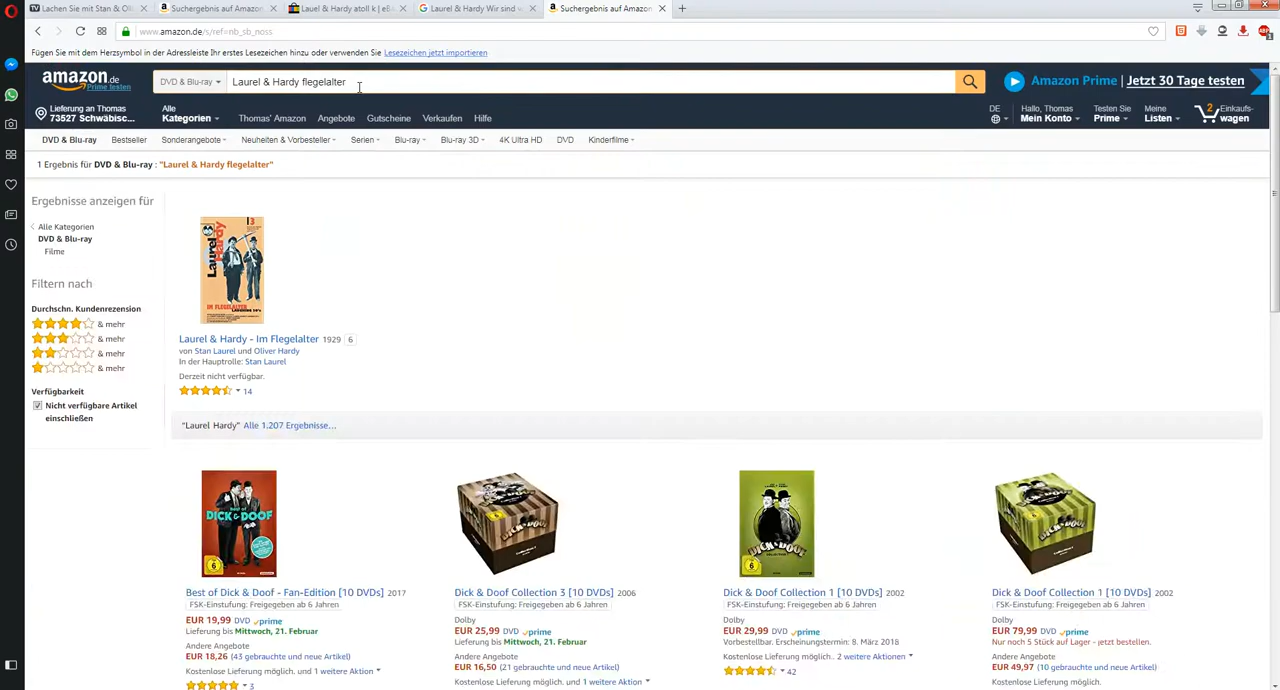 Lachen Sie mit Stan & Oll
Suchergebnis auf Amazon
Lauel & Hardy atoll k | eB
Laurel & Hardy Wir sind v
Suchergebnis auf Amazon
www.amazon.de/s/ref=nb_sb_noss
Fügen Sie mit dem Herzsymbol in der Adressleiste Ihr erstes Lesezeichen hinzu oder verwenden Sie Lesezeichen jetzt importieren
amazon.de
Prime testen
DVD & Blu-ray
Laurel & Hardy flegelalter
Amazon Prime | Jetzt 30 Tage testen
Lieferung an Thomas
73527 Schwäbisc...
Alle
Kategorien
Thomas' Amazon
Angebote
Gutscheine
Verkaufen
Hilfe
DE
Hallo, Thomas
Mein Konto
Testen Sie
Prime
Meine
Listen
2
Einkaufs-
wagen
DVD & Blu-ray
Bestseller
Sonderangebote
Neuheiten & Vorbesteller
Serien
Blu-ray
Blu-ray 3D
4K Ultra HD
DVD
Kinderfilme
1 Ergebnis für DVD & Blu-ray : "Laurel & Hardy flegelalter"
Ergebnisse anzeigen für
Alle Kategorien
DVD & Blu-ray
Filme
Filtern nach
Durchschn. Kundenrezension
& mehr
& mehr
& mehr
& mehr
Verfügbarkeit
Nicht verfügbare Artikel
einschließen
Laurel
Hardy
IM FLEGELALTER
Laurel & Hardy - Im Flegelalter 1929 6
von Stan Laurel und Oliver Hardy
In der Hauptrolle: Stan Laurel
Derzeit nicht verfügbar.
14
"Laurel Hardy" Alle 1.207 Ergebnisse...
best of
DICK & DOOF
Best of Dick & Doof - Fan-Edition [10 DVDs] 2017
FSK-Einstufung: Freigegeben ab 6 Jahren
EUR 19,99 DVD prime
Lieferung bis Mittwoch, 21. Februar
Andere Angebote
EUR 18,26 (43 gebrauchte und neue Artikel)
Kostenlose Lieferung möglich. und 1 weitere Aktion
3
DICK & DOOF
Dick & Doof Collection 3 [10 DVDs] 2006
FSK-Einstufung: Freigegeben ab 6 Jahren
Dolby
EUR 25,99 DVD prime
Lieferung bis Mittwoch, 21. Februar
Andere Angebote
EUR 16,50 (21 gebrauchte und neue Artikel)
Kostenlose Lieferung möglich. und 1 weitere Aktion
DICK & DOOF
Dick & Doof Collection 1 [10 DVDs] 2002
FSK-Einstufung: Freigegeben ab 6 Jahren
Dolby
EUR 29,99 DVD prime
Vorbestellbar. Erscheinungstermin: 8. März 2018
Kostenlose Lieferung möglich. 2 weitere Aktionen
42
DICK & DOOF
Dick & Doof Collection 1 [10 DVDs] 2002
FSK-Einstufung: Freigegeben ab 6 Jahren
Dolby
EUR 79,99 DVD prime
Nur noch 5 Stück auf Lager - jetzt bestellen.
Andere Angebote
EUR 49,97 (10 gebrauchte und neue Artikel)
Kostenlose Lieferung möglich.